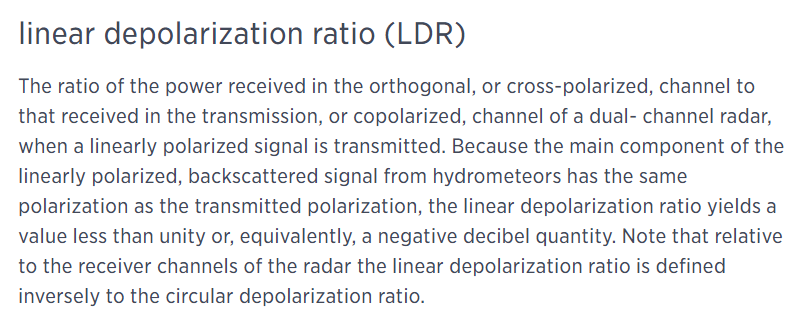 linear depolarization ratio (LDR)
The ratio of the power received in the orthogonal, or cross-polarized, channel to
that received in the transmission, or copolarized, channel of a dual- channel radar,
when a linearly polarized signal is transmitted. Because the main component of the
linearly polarized, backscattered signal from hydrometeors has the same
polarization as the transmitted polarization, the linear depolarization ratio yields a
value less than unity or, equivalently, a negative decibel quantity. Note that relative
to the receiver channels of the radar the linear depolarization ratio is defined
inversely to the circular depolarization ratio.